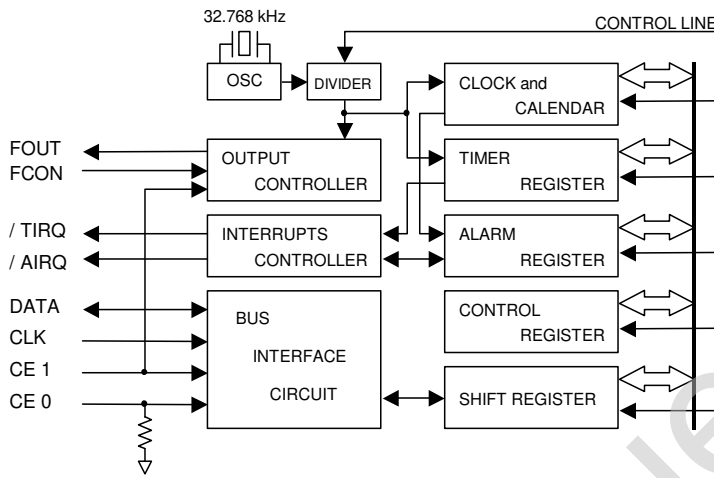 32.768 kHz
CONTROL LINE
OSC
DIVIDER
CLOCK and
CALENDAR
FOUT
FCON
OUTPUT
CONTROLLER
TIMER
REGISTER
/ TIRQ
/ AIRQ
INTERRUPTS
CONTROLLER
ALARM
REGISTER
DATA
CLK
CE 1
CE 0
BUS
INTERFACE
CIRCUIT
CONTROL
REGISTER
SHIFT REGISTER